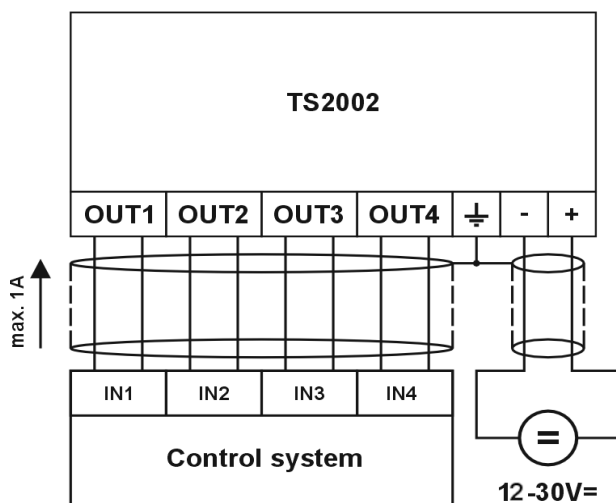 TS2002
OUT1 OUT2 OUT3 OUT4 - +
max. 1A
IN1 IN2 IN3 IN4
Control system
12-30V=